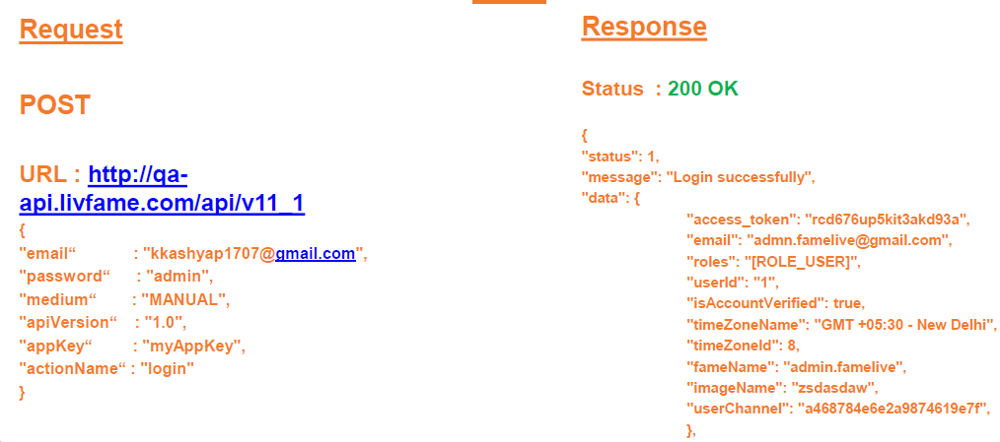 Request
POST
URL : http://qa-
api.livfame.com/api/v11_1
{
"email“ : "kkashyap1707@gmail.com",
"password“ : "admin",
"medium“ : "MANUAL",
"apiVersion“ : "1.0",
"appKey“ : "myAppKey",
"actionName“ : "login"
}
Response
Status : 200 OK
{
"status": 1,
"message": "Login successfully",
"data": {
"access_token": "rcd676up5kit3akd93a",
"email": "admn.famelive@gmail.com",
"roles": "[ROLE_USER]",
"userId": "1",
"isAccountVerified": true,
"timeZoneName": "GMT +05:30 - New Delhi",
"timeZoneId": 8,
"fameName": "admin.famelive",
"imageName": "zsdasdaw",
"userChannel": "a468784e6e2a9874619e7f",
},